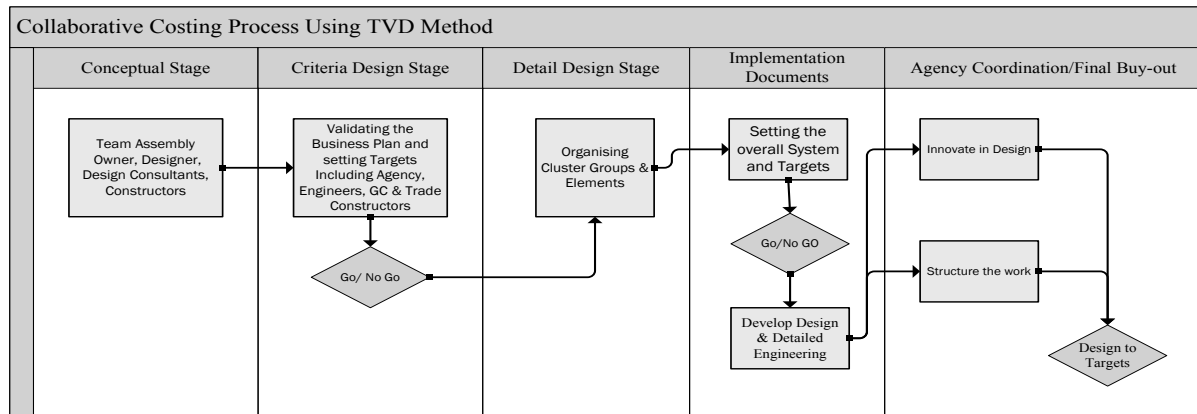 Collaborative Costing Process Using TVD Method
Conceptual Stage
Criteria Design Stage
Detail Design Stage
Implementation
Documents
Agency Coordination/Final Buy-out
Team Assembly
Owner, Designer,
Design Consultants,
Constructors
Validating the
Business Plan and
setting Targets
Including Agency,
Engineers, GC & Trade
Constructors
Go/ No Go
Organising
Cluster Groups &
Elements
Setting the
overall System
and Targets
Go/No GO
Develop Design
& Detailed
Engineering
Innovate in Design
Structure the work
Design to
Targets